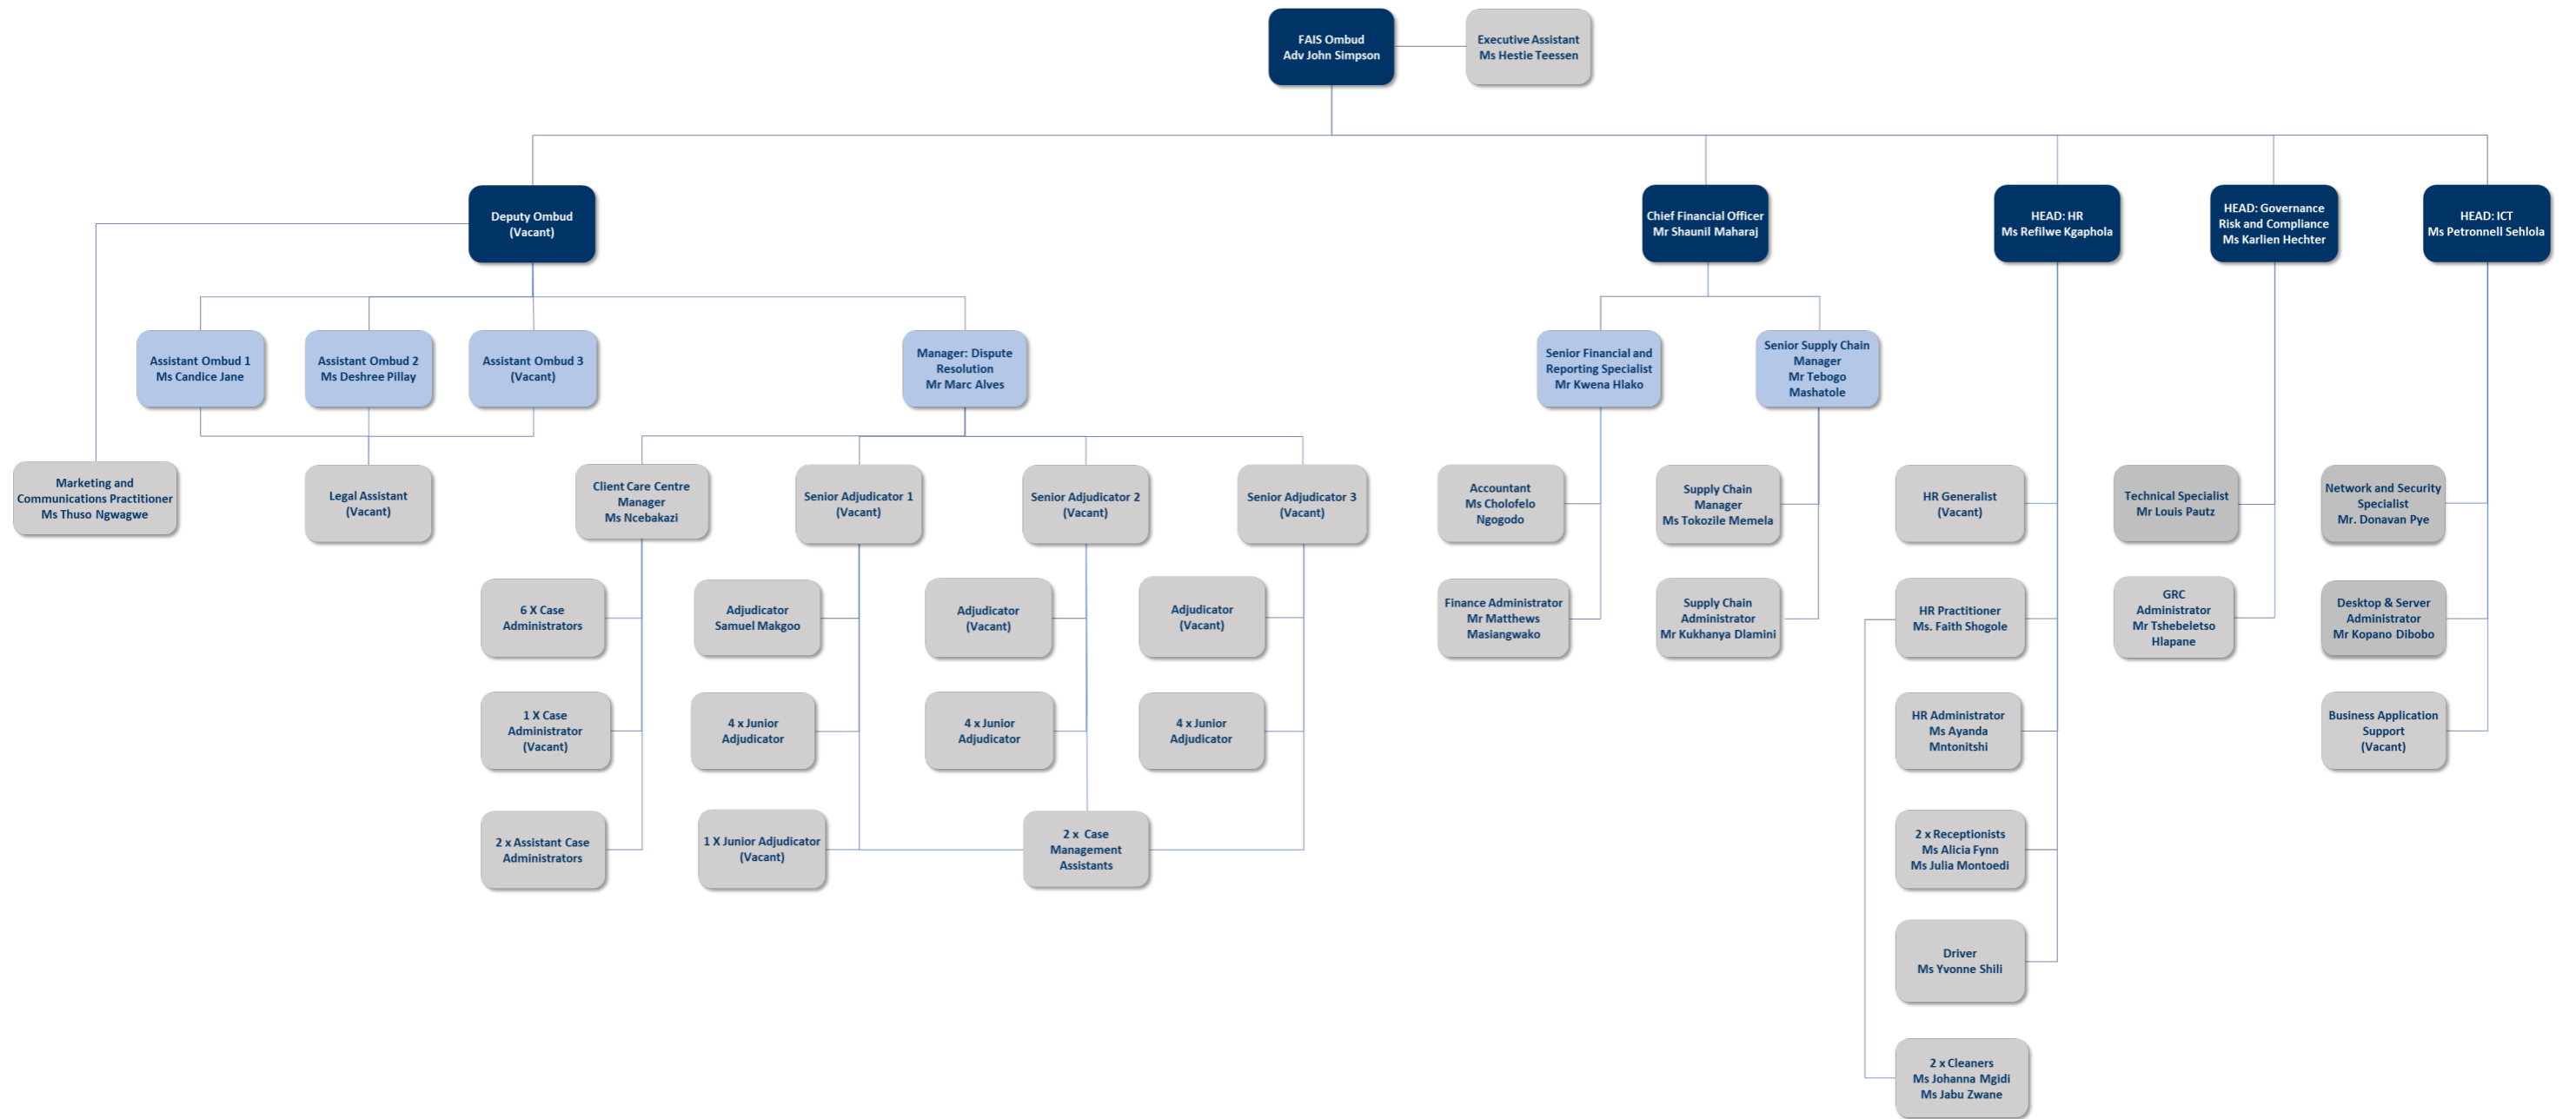 FAIS Ombud
Adv John Simpson
Executive Assistant
Ms Hestie Teessen
Deputy Ombud
(Vacant)
Chief Financial Officer
Mr Shaunil Maharaj
HEAD: HR
Ms Refilwe Kgaphola
HEAD: Governance
Risk and Compliance
Ms Karlien Hechter
HEAD: ICT
Ms Petronnell Sehlola
Assistant Ombud 1
Ms Candice Jane
Assistant Ombud 2
Ms Deshree Pillay
Assistant Ombud 3
(Vacant)
Manager: Dispute
Resolution
Mr Marc Alves
Senior Financial and
Reporting Specialist
Mr Kwena Hlako
Senior Supply Chain
Manager
Mr Tebogo
Mashatole
Marketing and
Communications Practitioner
Ms Thuso Ngwagwe
Legal Assistant
(Vacant)
Client Care Centre
Manager
Ms Ncebakazi
Senior Adjudicator 1
(Vacant)
Senior Adjudicator 2
(Vacant)
Senior Adjudicator 3
(Vacant)
Accountant
Ms Cholofelo
Ngogodo
Supply Chain
Manager
Ms Tokozile Memela
HR Generalist
(Vacant)
Technical Specialist
Mr Louis Pautz
Network and Security
Specialist
Mr. Donavan Pye
6 X Case
Administrators
Adjudicator
Samuel Makgoo
Adjudicator
(Vacant)
Adjudicator
(Vacant)
Finance Administrator
Mr Matthews
Masiangwako
Supply Chain
Administrator
Mr Kukhanya Dlamini
HR Practitioner
Ms. Faith Shogole
GRC
Administrator
Mr Tshebeletso
Hlapane
Desktop & Server
Administrator
Mr Kopano Dibobo
1 X Case
Administrator
(Vacant)
4 x Junior
Adjudicator
4 x Junior
Adjudicator
4 x Junior
Adjudicator
HR Administrator
Ms Ayanda
Mntonitshi
Business Application
Support
(Vacant)
2 x Assistant Case
Administrators
1 X Junior Adjudicator
(Vacant)
2 x Case
Management
Assistants
2 x Receptionists
Ms Alicia Fynn
Ms Julia Montoedi
Driver
Ms Yvonne Shili
2 x Cleaners
Ms Johanna Mgidi
Ms Jabu Zwane